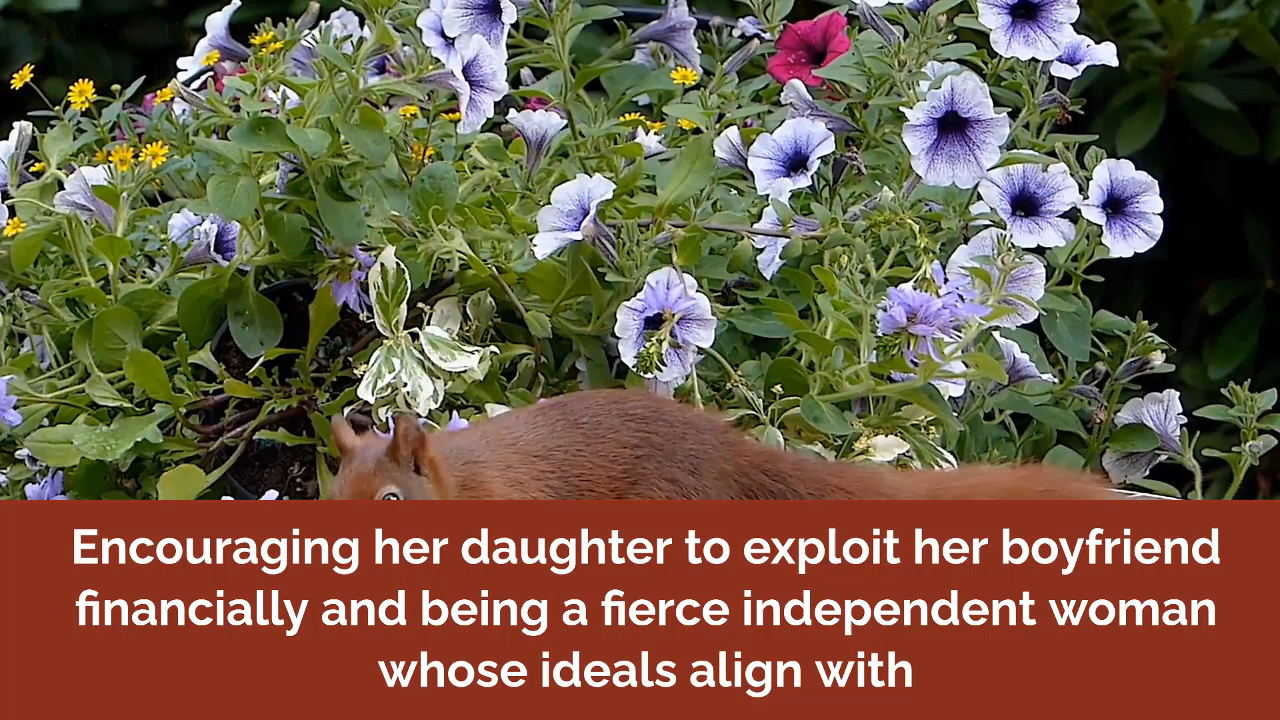 Encouraging her daughter to exploit her boyfriend
financially and being a fierce independent woman
whose ideals align with